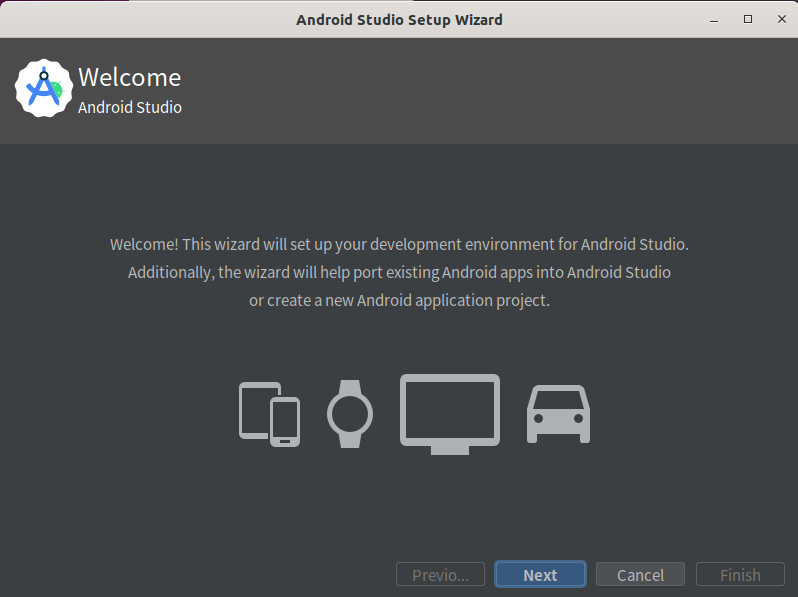 Android Studio Setup Wizard
Welcome
Android Studio
Welcome! This wizard will set up your development environment for Android Studio.
Additionally, the wizard will help port existing Android apps into Android Studio
or create a new Android application project.
Previo... Next Cancel Finish